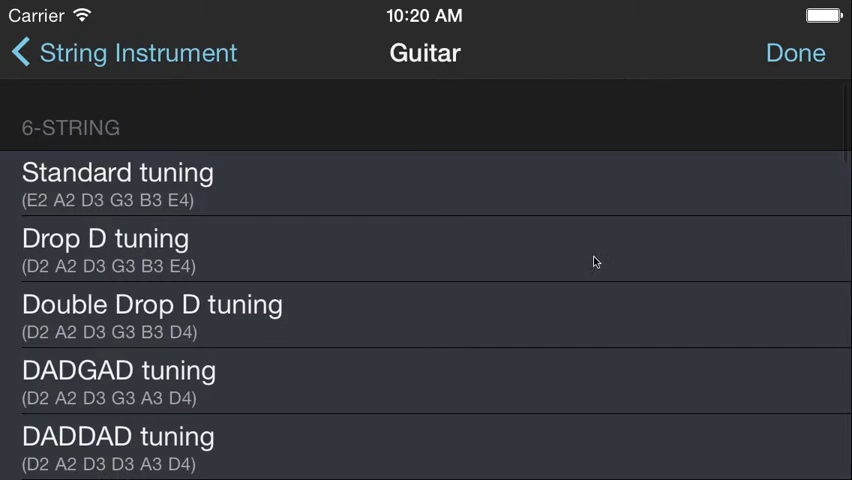 Carrier 10:20 AM
String Instrument Guitar Done
6-STRING
Standard tuning
(E2 A2 D3 G3 B3 E4)
Drop D tuning
(D2 A2 D3 G3 B3 E4)
Double Drop D tuning
(D2 A2 D3 G3 B3 D4)
DADGAD tuning
(D2 A2 D3 G3 A3 D4)
DADDAD tuning
(D2 A2 D3 D3 A3 D4)